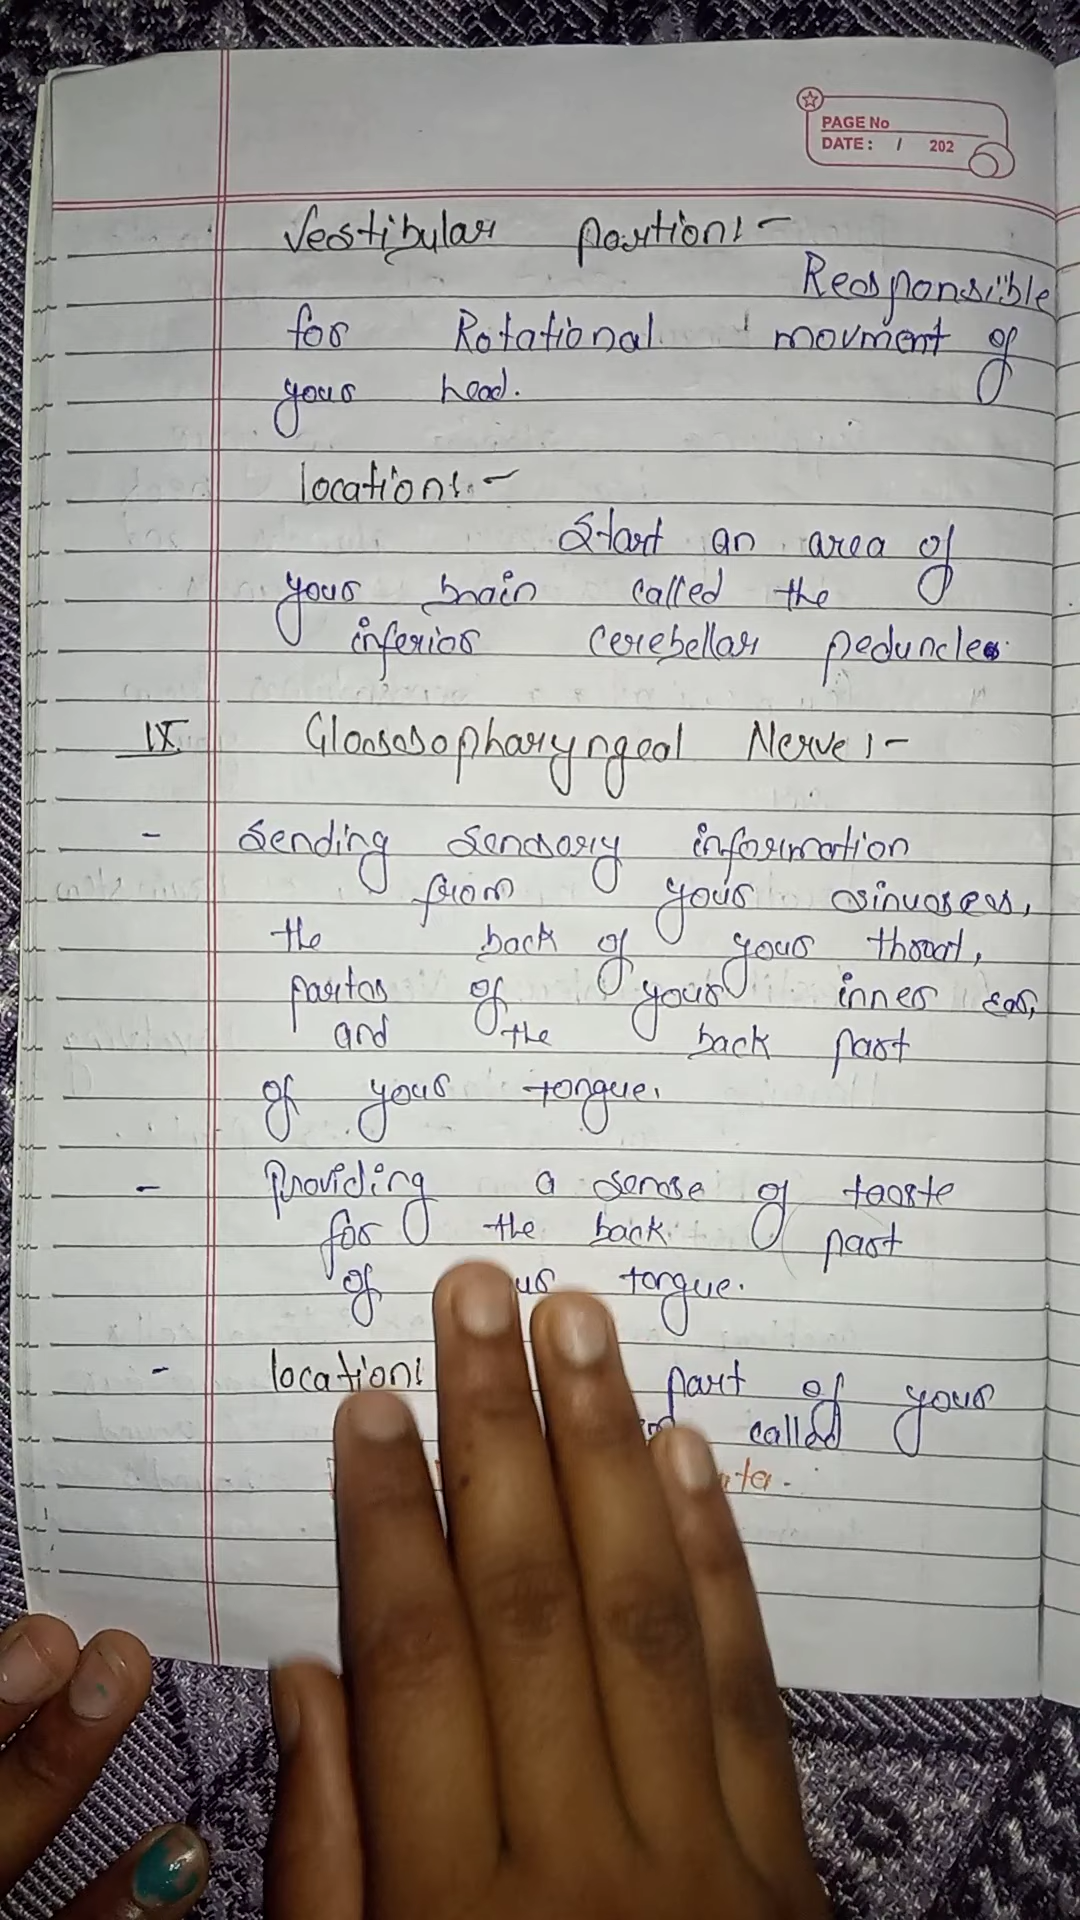 PAGE No
DATE: / 202
Vestibular portion:-
Responsible
for Rotational movment of
your head.
location:-
Start an area of
your brain called the
inferior cerebellar peduncle.
IX Glossopharyngeal Nerve:-
- Sending sensory information
from your sinuses,
the back of your throat,
parts of your inner ear,
and the back part
of your tongue.
- Providing a sense of taste
for the back part
of tongue.
- location: part of your
called